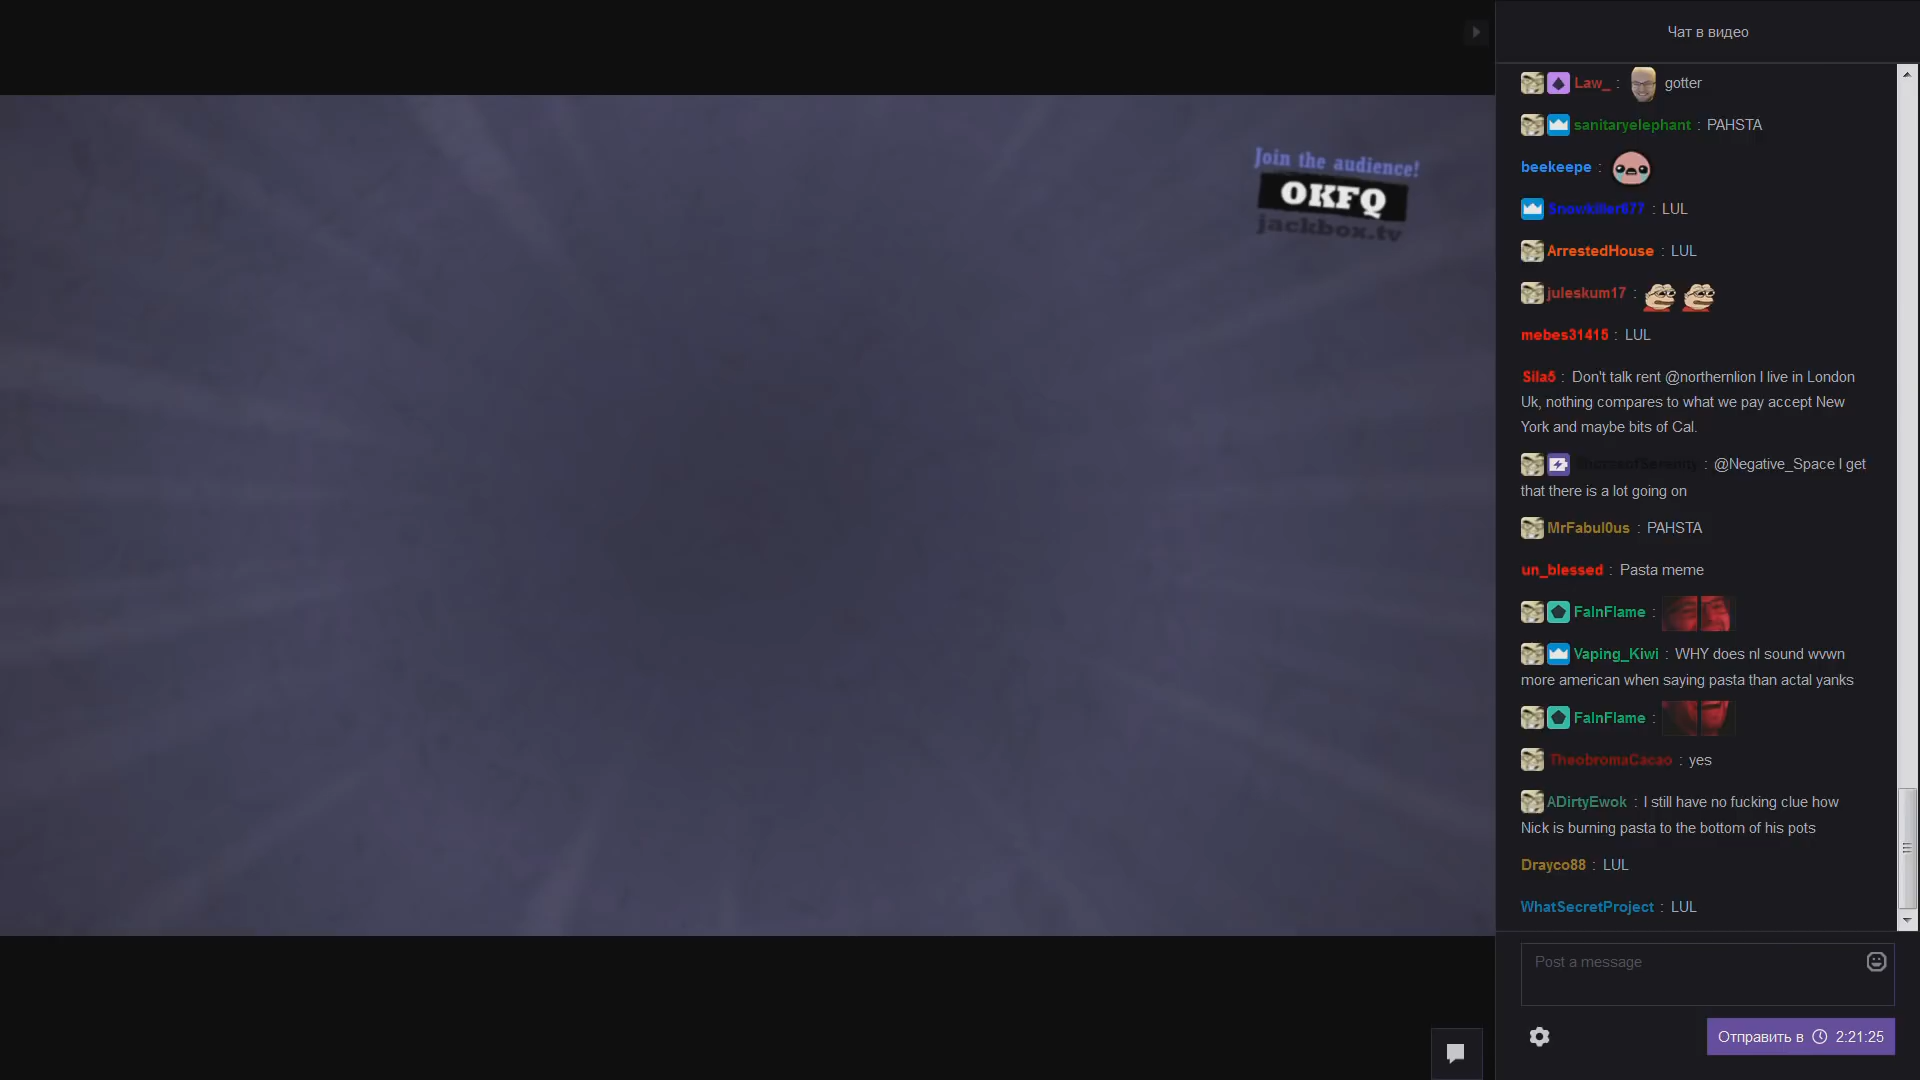 Чат в видео
Join the audience!
OKFQ
jackbox.tv
Law_ : gotter
sanitaryelephant : PAHSTA
beekeepe :
Snowkiller677 : LUL
ArrestedHouse : LUL
juleskum17 :
mebes31415 : LUL
Sila5 : Don't talk rent @northernlion I live in London
Uk, nothing compares to what we pay accept New
York and maybe bits of Cal.
: @Negative_Space I get
that there is a lot going on
MrFabul0us : PAHSTA
un_blessed : Pasta meme
FalnFlame :
Vaping_Kiwi : WHY does nl sound wvwn
more american when saying pasta than actal yanks
FalnFlame :
TheobromaCacao : yes
ADirtyEwok : I still have no fucking clue how
Nick is burning pasta to the bottom of his pots
Drayco88 : LUL
WhatSecretProject : LUL
Post a message
Отправить в 2:21:25